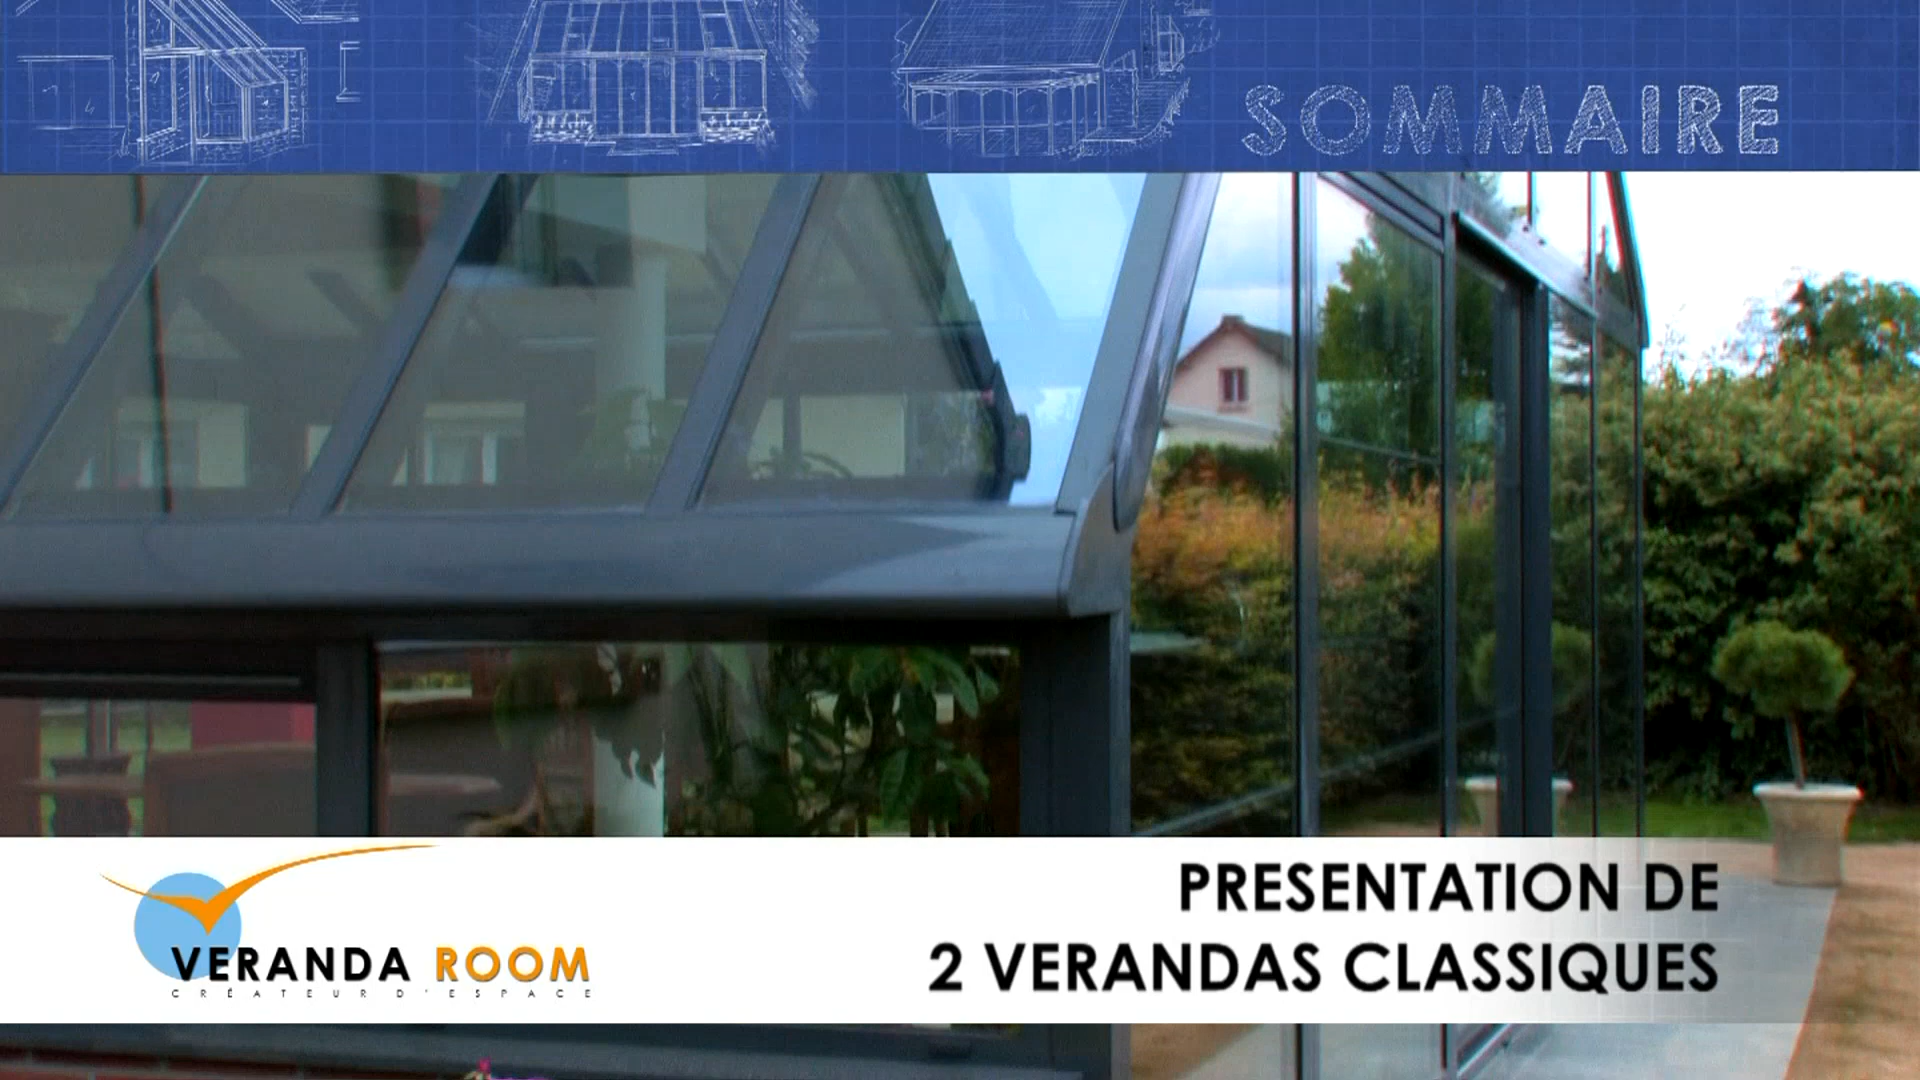 SOMMAIRE
PRESENTATION DE
2 VERANDAS CLASSIQUES
VERANDA ROOM
CRÉATEUR D'ESPACE